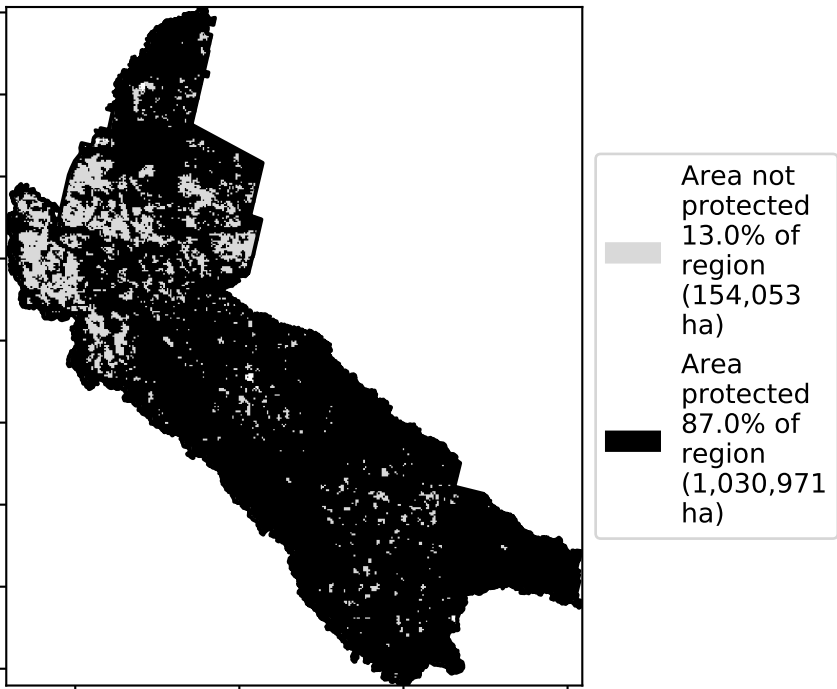 Area not
protected
13.0% of
region
(154,053
ha)
Area
protected
87.0% of
region
(1,030,971
ha)